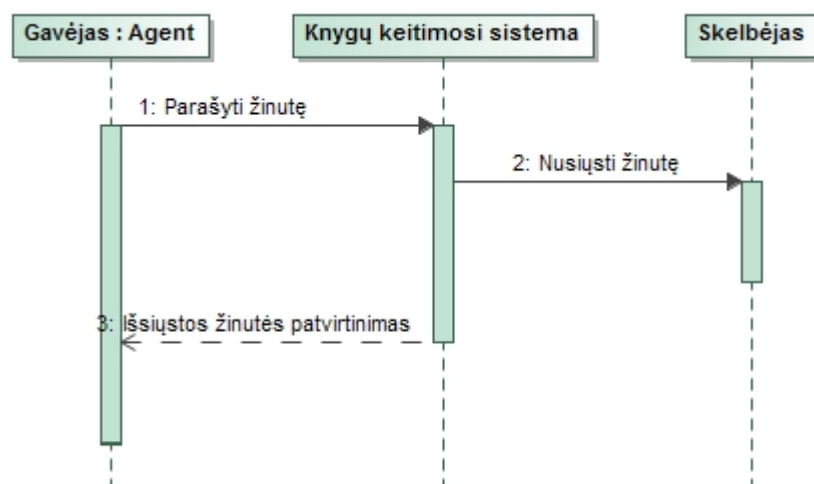 Gavėjas : Agent
Knygų keitimosi sistema
Skelbėjas
1: Parašyti žinutę
2: Nusiųsti žinutę
3: Išsiųstos žinutės patvirtinimas